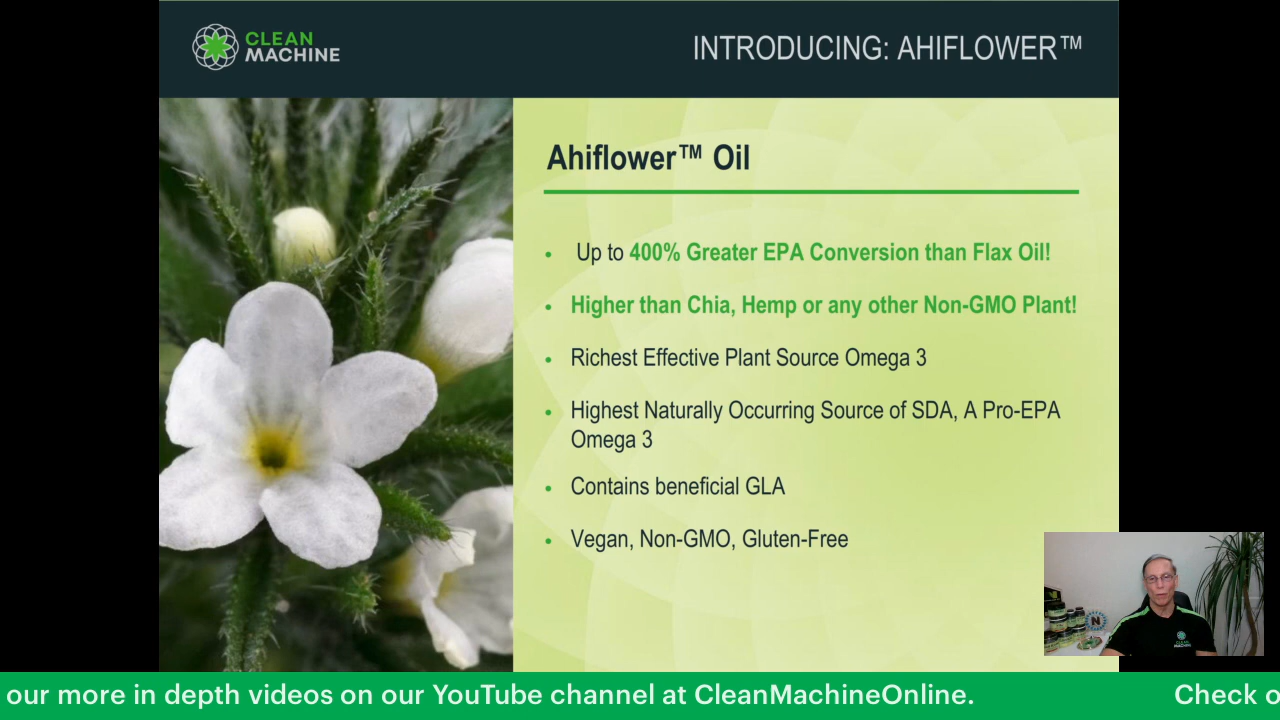 CLEAN
MACHINE
INTRODUCING: AHIFLOWER™
Ahiflower™ Oil
• Up to 400% Greater EPA Conversion than Flax Oil!
• Higher than Chia, Hemp or any other Non-GMO Plant!
• Richest Effective Plant Source Omega 3
• Highest Naturally Occurring Source of SDA, A Pro-EPA
Omega 3
• Contains beneficial GLA
• Vegan, Non-GMO, Gluten-Free
N
CLEAN
MACHINE
our more in depth videos on our YouTube channel at CleanMachineOnline. Check o